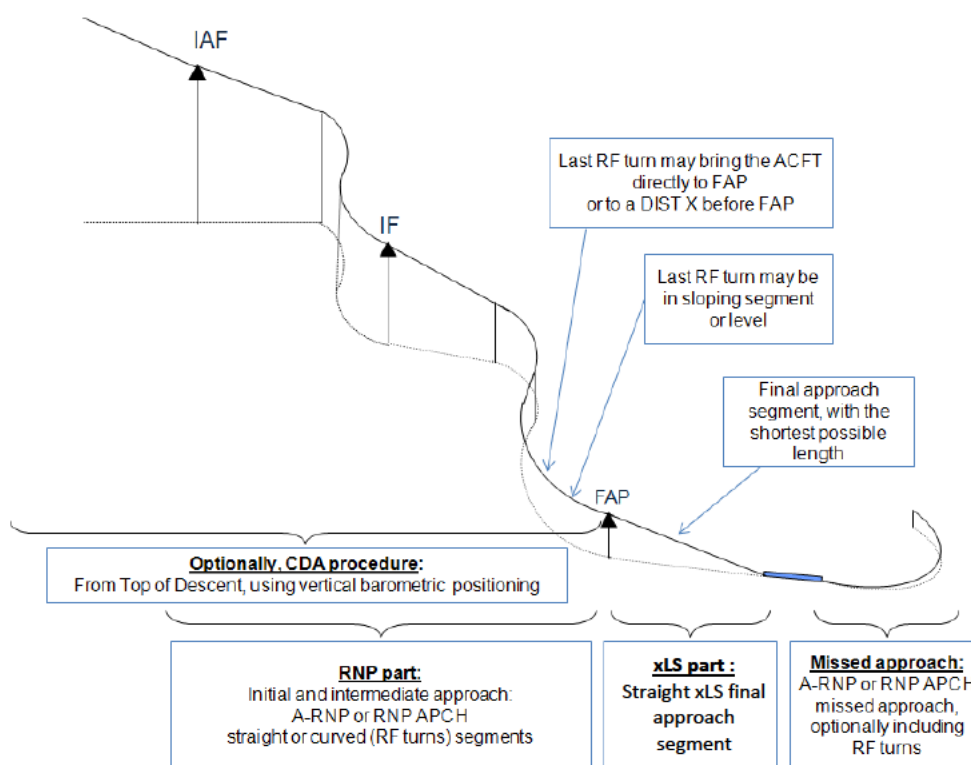 IAF
IF
Last RF turn may bring the ACFT
directly to FAP
or to a DIST X before FAP
Last RF turn may be
in sloping segment
or level
Final approach
segment, with the
shortest possible
length
FAP
Optionally, CDA procedure:
From Top of Descent, using vertical barometric positioning
RNP part:
Initial and intermediate approach:
A-RNP or RNP APCH
straight or curved (RF turns) segments
xLS part :
Straight xLS final
approach
segment
Missed approach:
A-RNP or RNP APCH
missed approach,
optionally including
RF turns